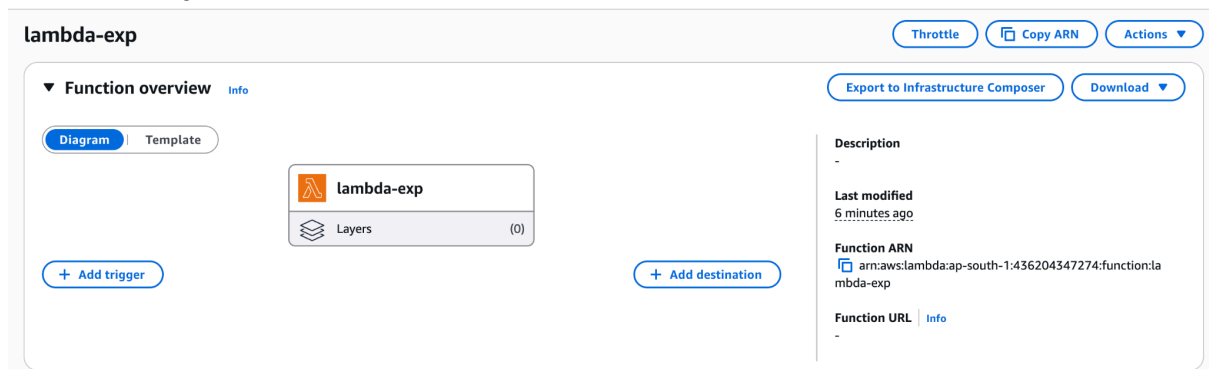 lambda-exp
Throttle
Copy ARN
Actions
Function overview Info
Export to Infrastructure Composer
Download
Diagram
Template
lambda-exp
Layers (0)
+ Add trigger
+ Add destination
Description
-
Last modified
6 minutes ago
Function ARN
arn:aws:lambda:ap-south-1:436204347274:function:la
mbda-exp
Function URL Info
-